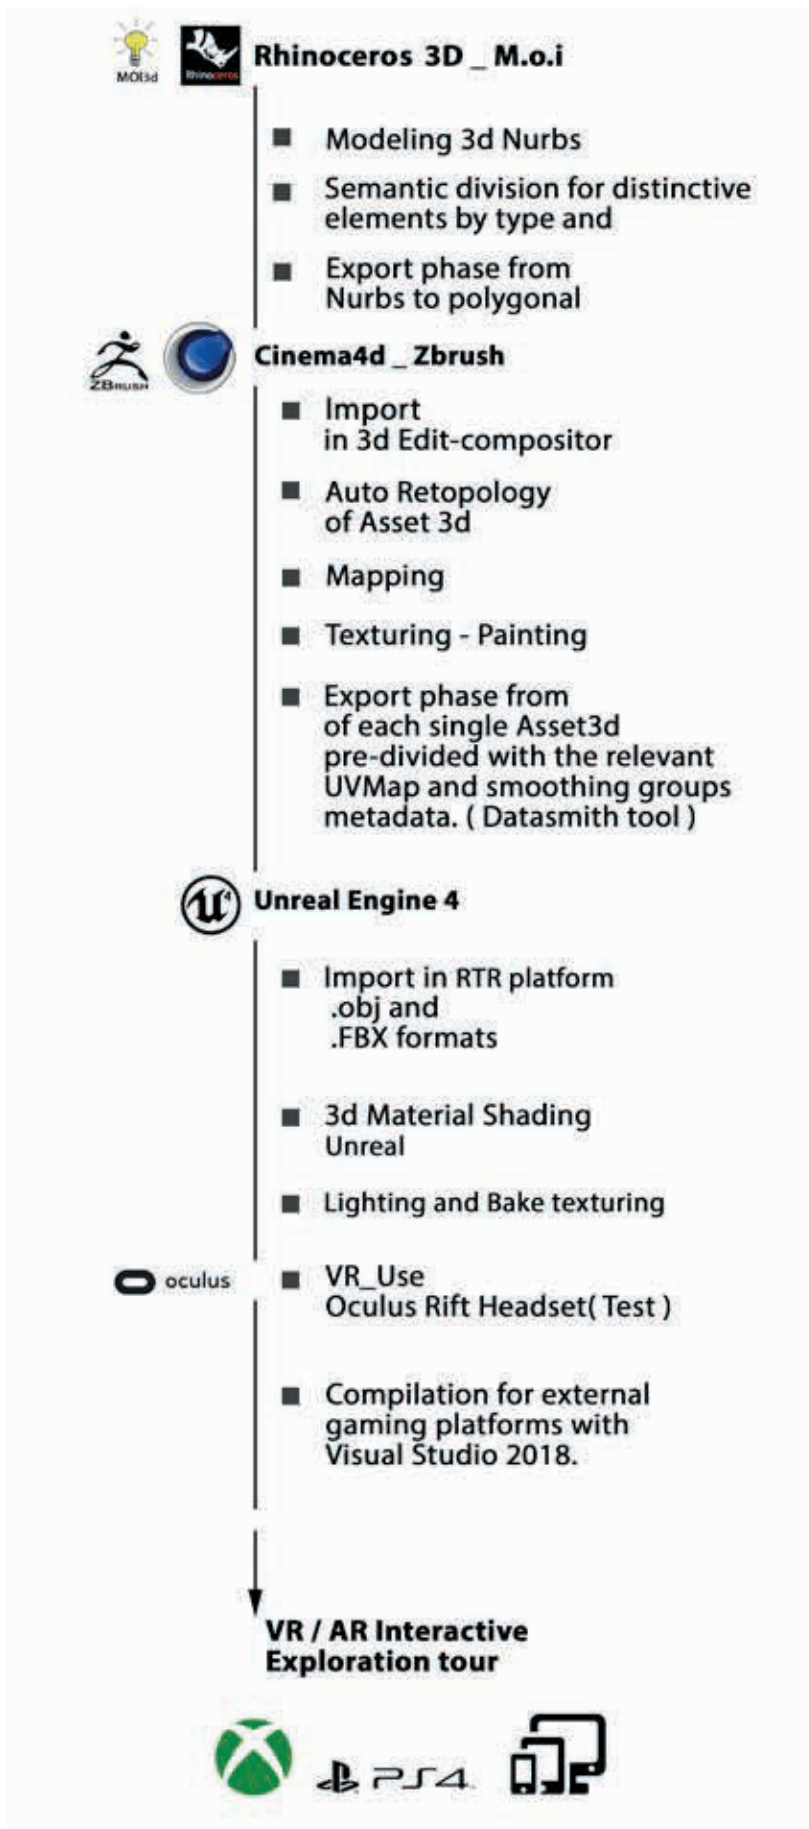 MOI3d
Rhinoceros
Rhinoceros 3D _ M.o.i
Modeling 3d Nurbs
Semantic division for distinctive
elements by type and
Export phase from
Nurbs to polygonal
ZBRUSH
Cinema4d _ Zbrush
Import
in 3d Edit-compositor
Auto Retopology
of Asset 3d
Mapping
Texturing - Painting
Export phase from
of each single Asset3d
pre-divided with the relevant
UVMap and smoothing groups
metadata. ( Datasmith tool )
Unreal Engine 4
Import in RTR platform
.obj and
.FBX formats
3d Material Shading
Unreal
Lighting and Bake texturing
oculus
VR_Use
Oculus Rift Headset( Test )
Compilation for external
gaming platforms with
Visual Studio 2018.
VR / AR Interactive
Exploration tour
PS4